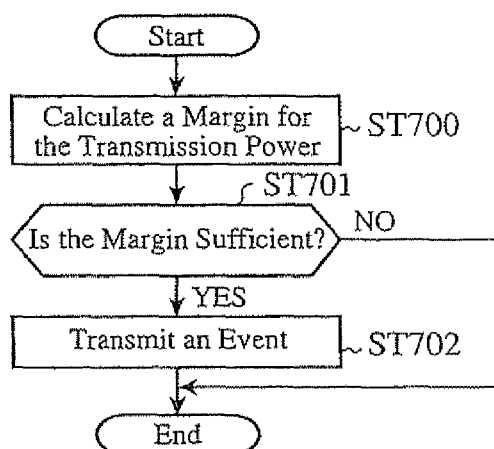 Start
Calculate a Margin for
the Transmission Power
ST700
ST701
Is the Margin Sufficient?
NO
YES
Transmit an Event
ST702
End